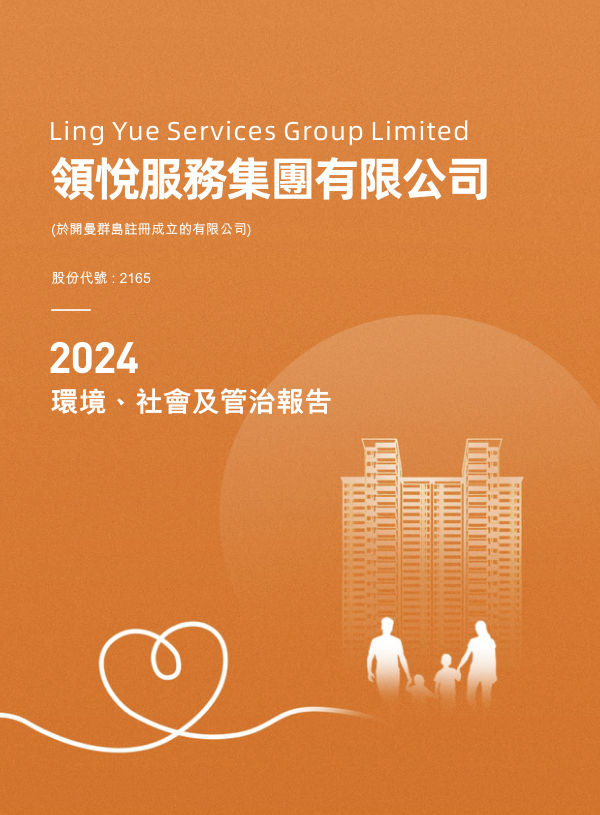 Ling Yue Services Group Limited
領悅服務集團有限公司
(於開曼群島註冊成立的有限公司)
股份代號 : 2165
2024
環境、社會及管治報告